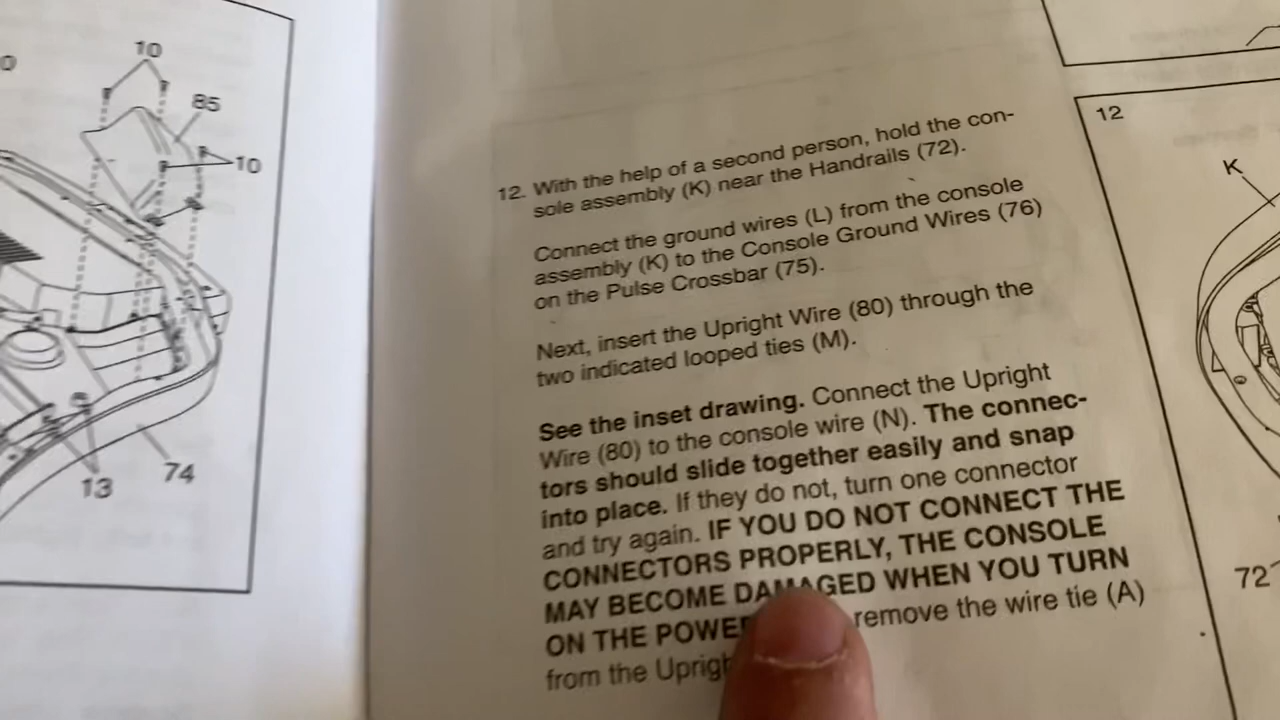 10
85
10
74
13
12. With the help of a second person, hold the con-
sole assembly (K) near the Handrails (72).
Connect the ground wires (L) from the console
assembly (K) to the Console Ground Wires (76)
on the Pulse Crossbar (75).
Next, insert the Upright Wire (80) through the
two indicated looped ties (M).
See the inset drawing. Connect the Upright
Wire (80) to the console wire (N). The connec-
tors should slide together easily and snap
into place. If they do not, turn one connector
and try again. IF YOU DO NOT CONNECT THE
CONNECTORS PROPERLY, THE CONSOLE
MAY BECOME DAMAGED WHEN YOU TURN
ON THE POWER remove the wire tie (A)
from the Upright
12
K
72